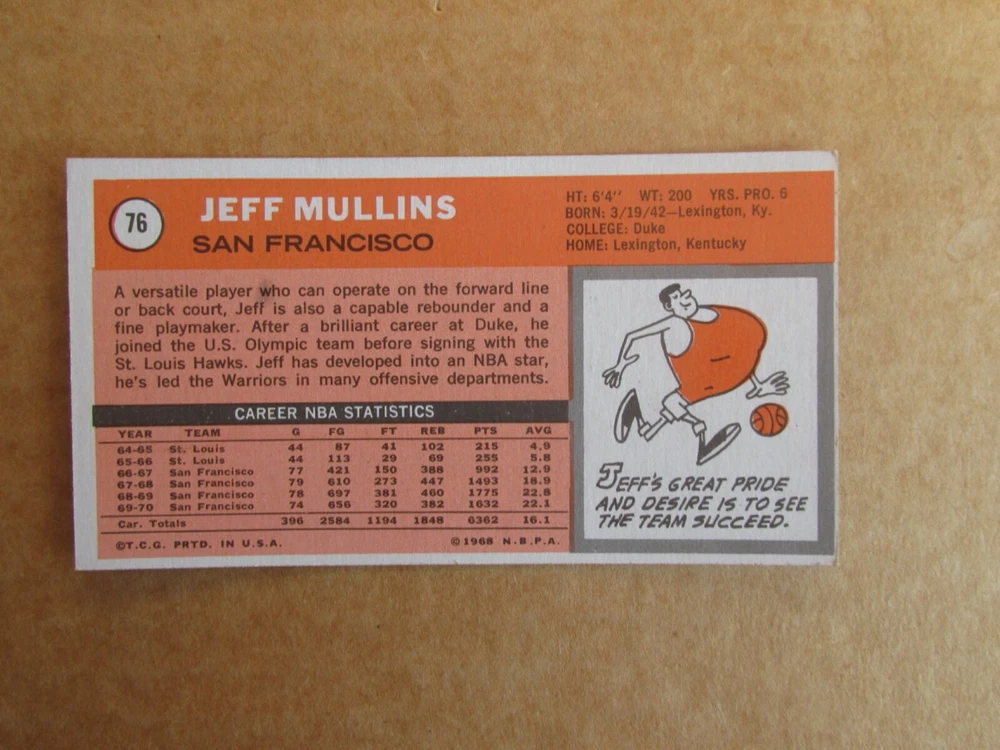 76
JEFF MULLINS
SAN FRANCISCO
HT: 6'4'' WT: 200 YRS. PRO. 6
BORN: 3/19/42—Lexington, Ky.
COLLEGE: Duke
HOME: Lexington, Kentucky
A versatile player who can operate on the forward line
or back court, Jeff is also a capable rebounder and a
fine playmaker. After a brilliant career at Duke, he
joined the U.S. Olympic team before signing with the
St. Louis Hawks. Jeff has developed into an NBA star,
he's led the Warriors in many offensive departments.
CAREER NBA STATISTICS
YEAR TEAM G FG FT REB PTS AVG
64-65 St. Louis 44 87 41 102 215 4.9
65-66 St. Louis 44 113 29 69 255 5.8
66-67 San Francisco 77 421 150 388 992 12.9
67-68 San Francisco 79 610 273 447 1493 18.9
68-69 San Francisco 78 697 381 460 1775 22.8
69-70 San Francisco 74 656 320 382 1632 22.1
Car. Totals 396 2584 1194 1848 6362 16.1
©T.C.G. PRTD. IN U.S.A. ©1968 N.B.P.A.
JEFF'S GREAT PRIDE
AND DESIRE IS TO SEE
THE TEAM SUCCEED.